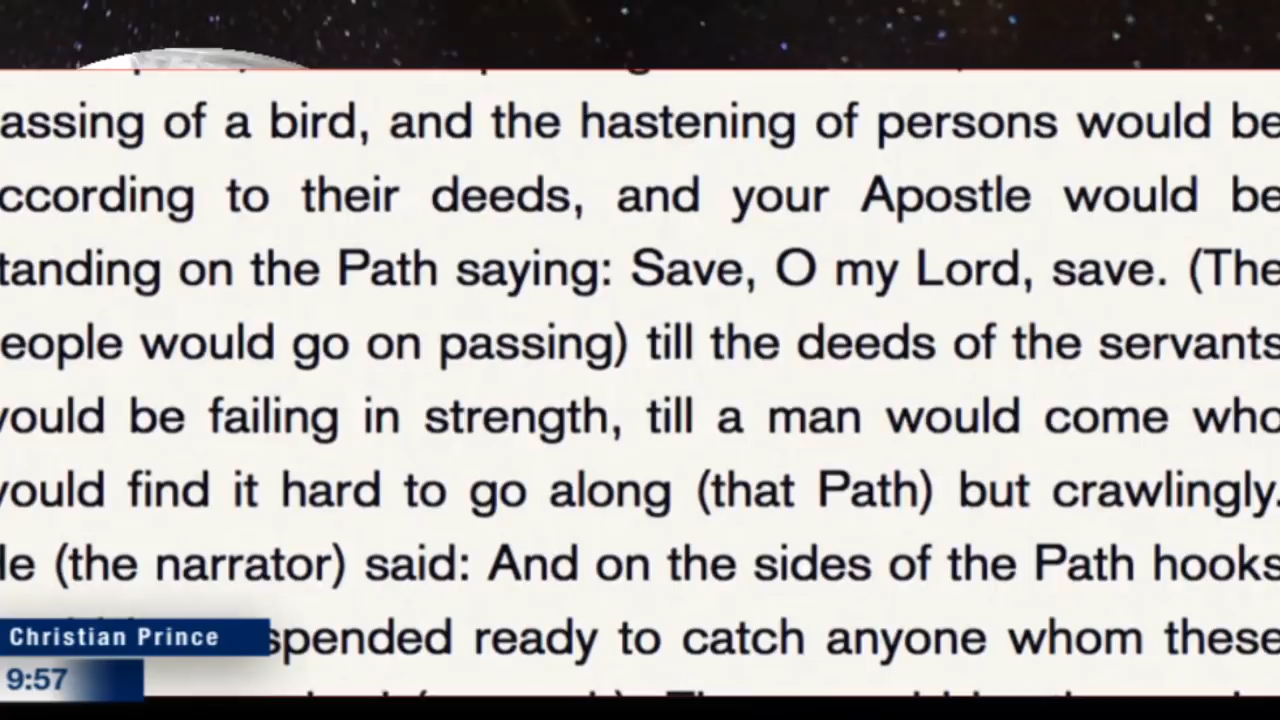 assing of a bird, and the hastening of persons would be
ccording to their deeds, and your Apostle would be
tanding on the Path saying: Save, O my Lord, save. (The
eople would go on passing) till the deeds of the servants
ould be failing in strength, till a man would come who
ould find it hard to go along (that Path) but crawlingly.
He (the narrator) said: And on the sides of the Path hooks
spended ready to catch anyone whom these
Christian Prince
9:57